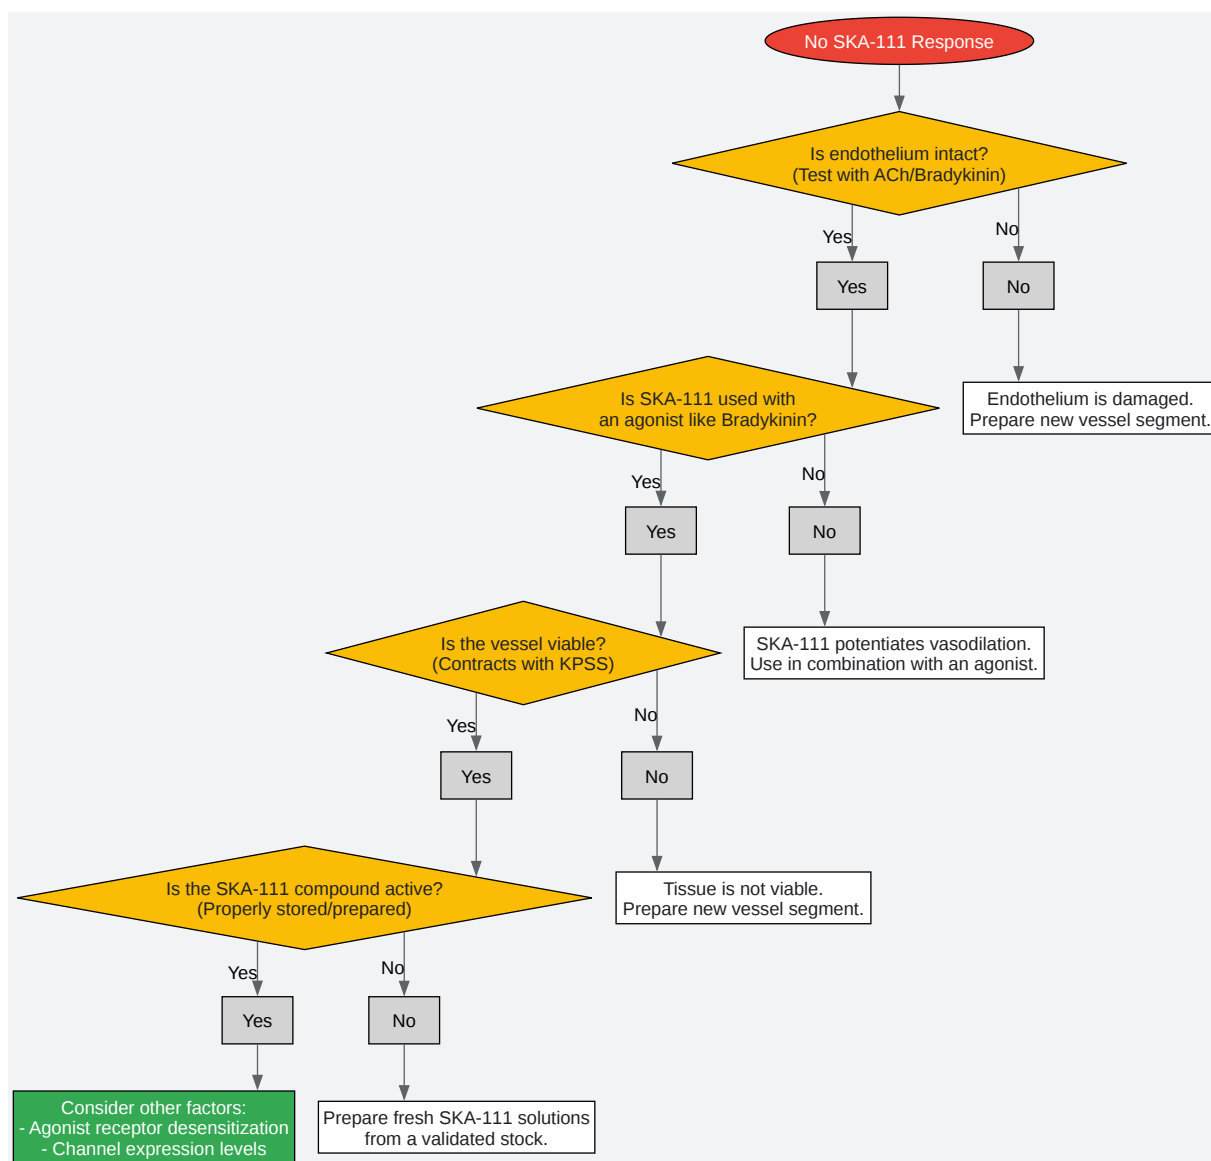 No SKA-111 Response
Is endothelium intact?
(Test with ACh/Bradykinin)
Yes
No
Yes
No
Is SKA-111 used with
an agonist like Bradykinin?
Endothelium is damaged.
Prepare new vessel segment.
Yes
No
Yes
No
Is the vessel viable?
(Contracts with KPSS)
SKA-111 potentiates vasodilation.
Use in combination with an agonist.
Yes
No
Yes
No
Is the SKA-111 compound active?
(Properly stored/prepared)
Tissue is not viable.
Prepare new vessel segment.
Yes
No
Yes
No
Consider other factors:
- Agonist receptor desensitization
- Channel expression levels
Prepare fresh SKA-111 solutions
from a validated stock.